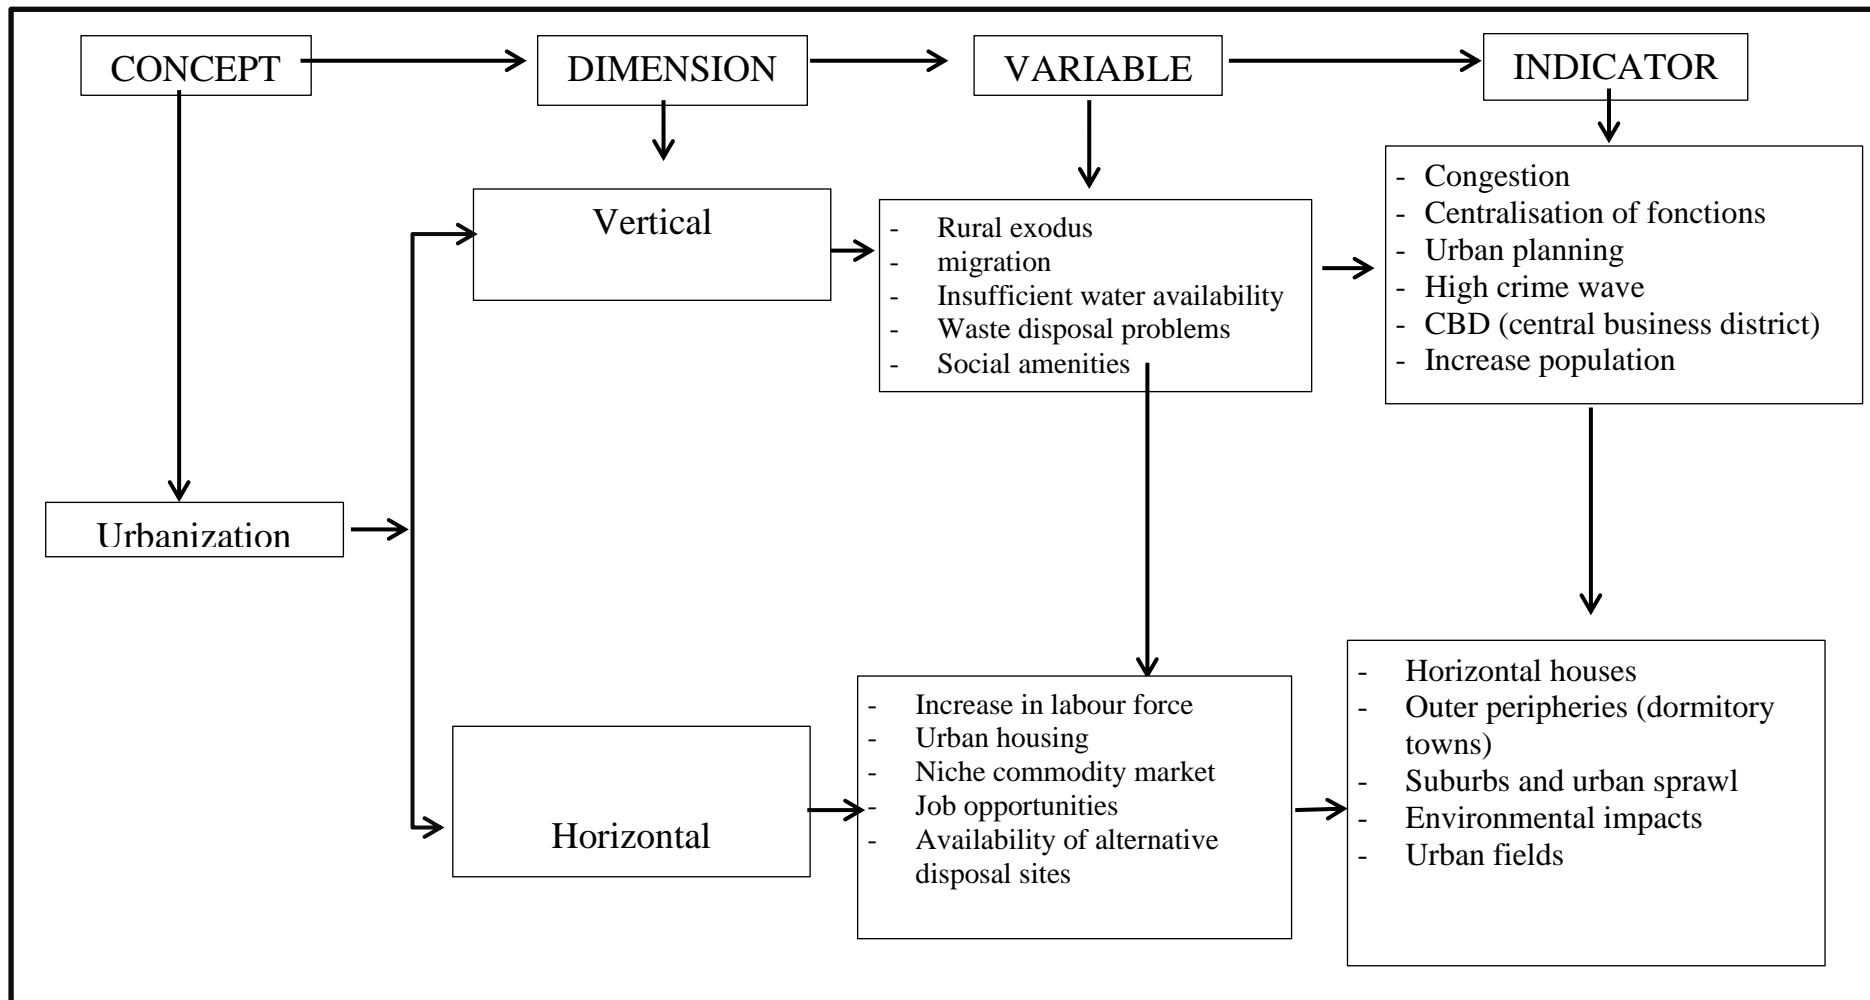 CONCEPT
DIMENSION
VARIABLE
INDICATOR
Vertical
- Rural exodus
- migration
- Insufficient water availability
- Waste disposal problems
- Social amenities
- Congestion
- Centralisation of fonctions
- Urban planning
- High crime wave
- CBD (central business district)
- Increase population
Urbanization
Horizontal
- Increase in labour force
- Urban housing
- Niche commodity market
- Job opportunities
- Availability of alternative
disposal sites
- Horizontal houses
- Outer peripheries (dormitory
towns)
- Suburbs and urban sprawl
- Environmental impacts
- Urban fields